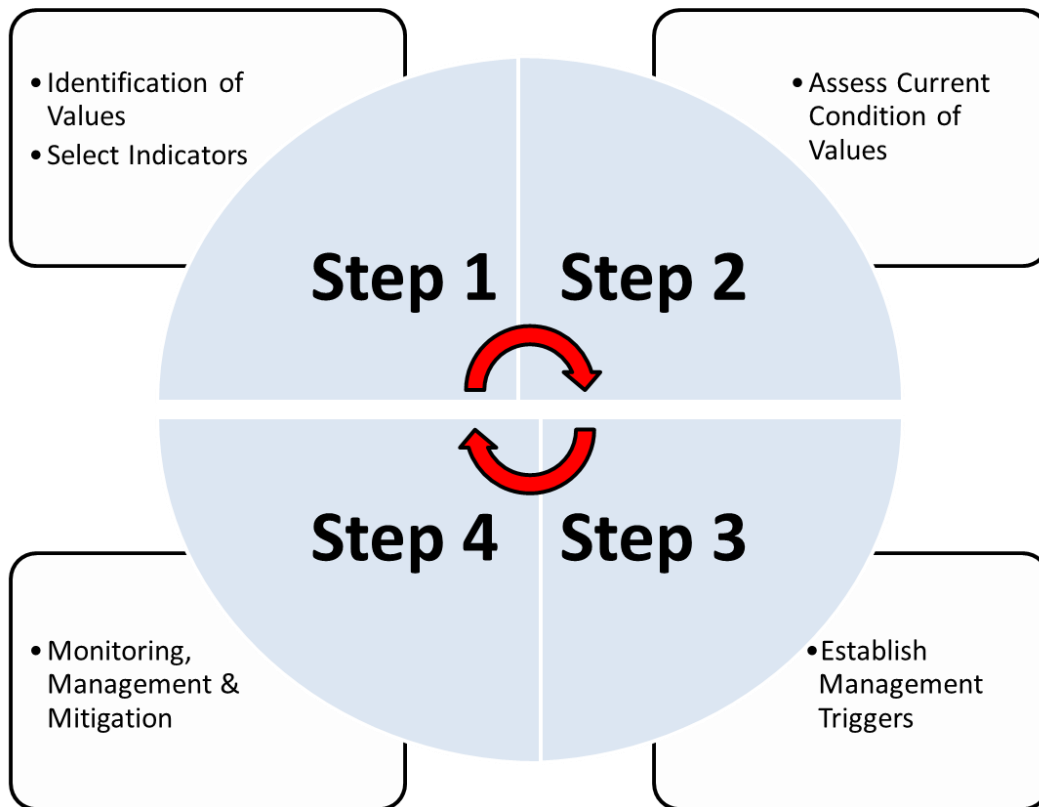 • Identification of
Values
• Select Indicators
• Assess Current
Condition of
Values
Step 1
Step 2
Step 4
Step 3
• Monitoring,
Management &
Mitigation
•Establish
Management
Triggers